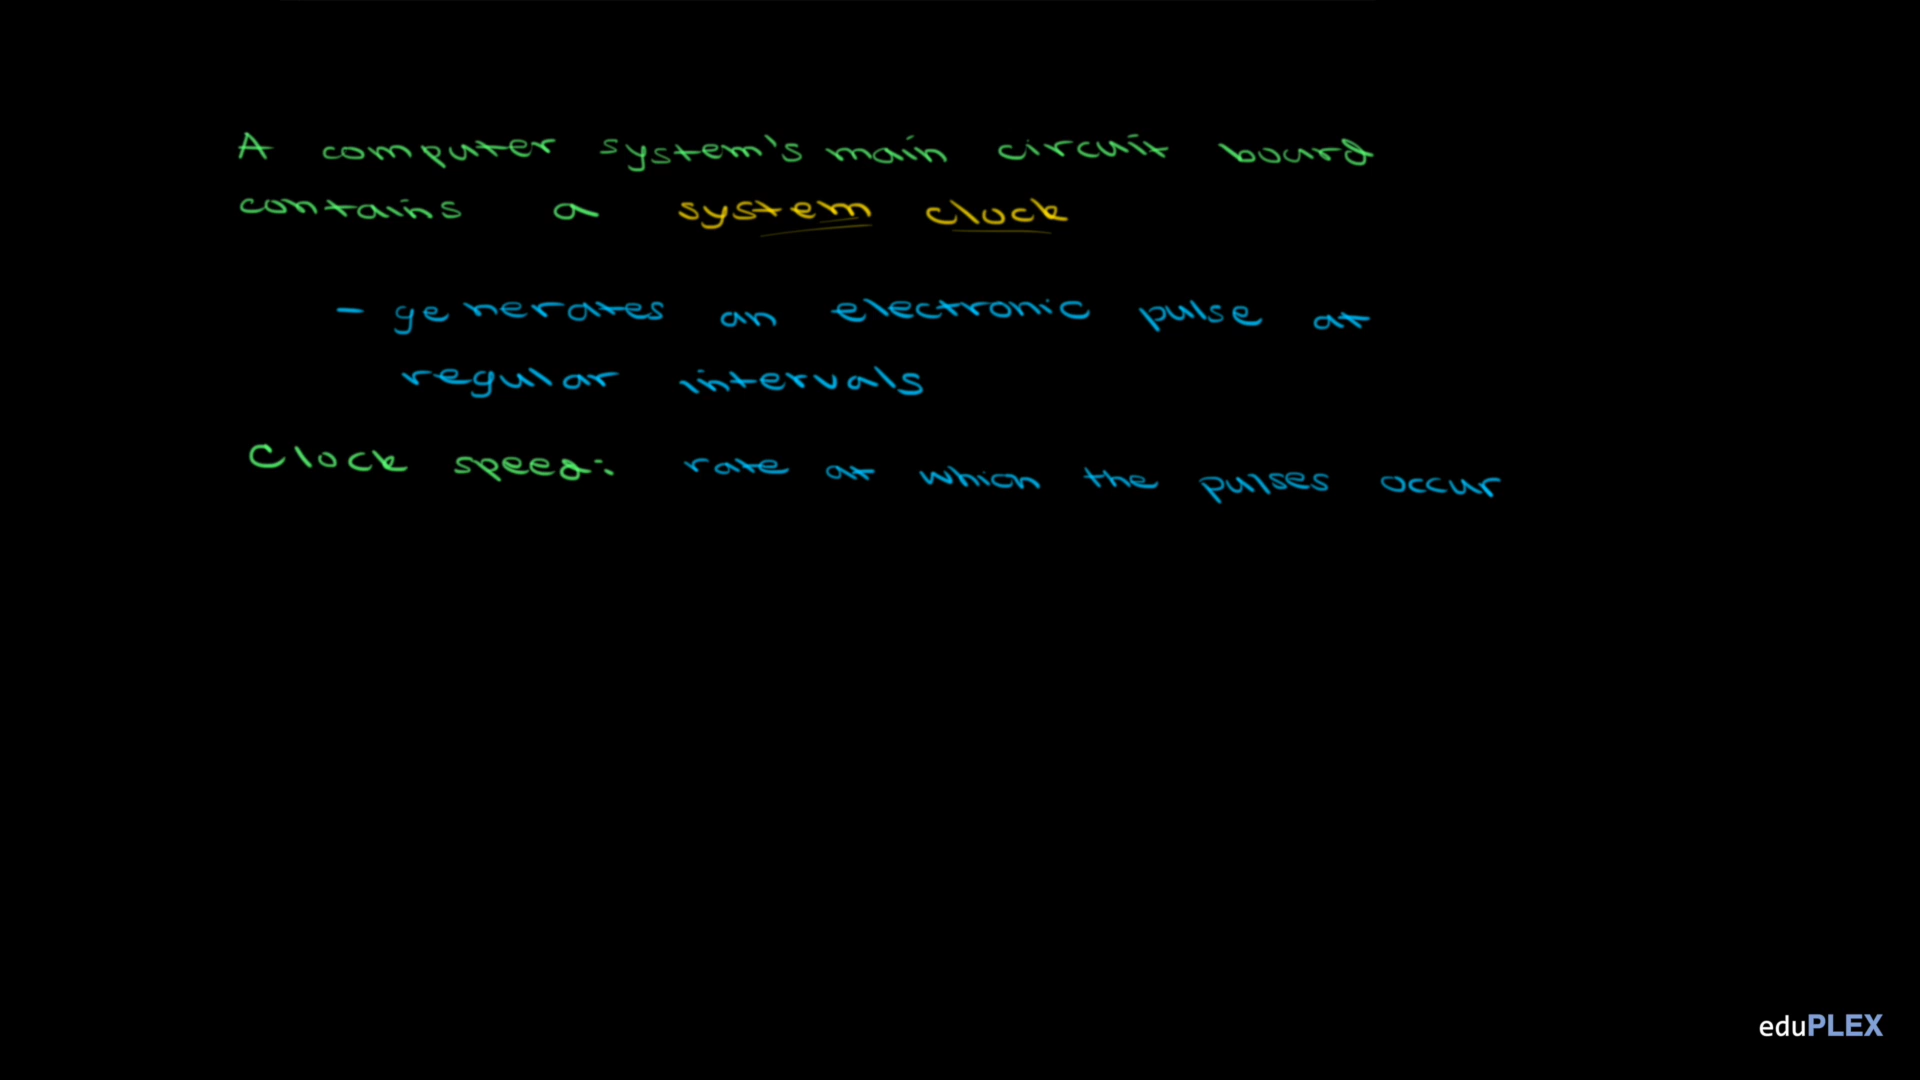 A computer system's main circuit board
contains a system clock
- generates an electronic pulse at
regular intervals
Clock speed: rate at which the pulses occur
eduPLEX